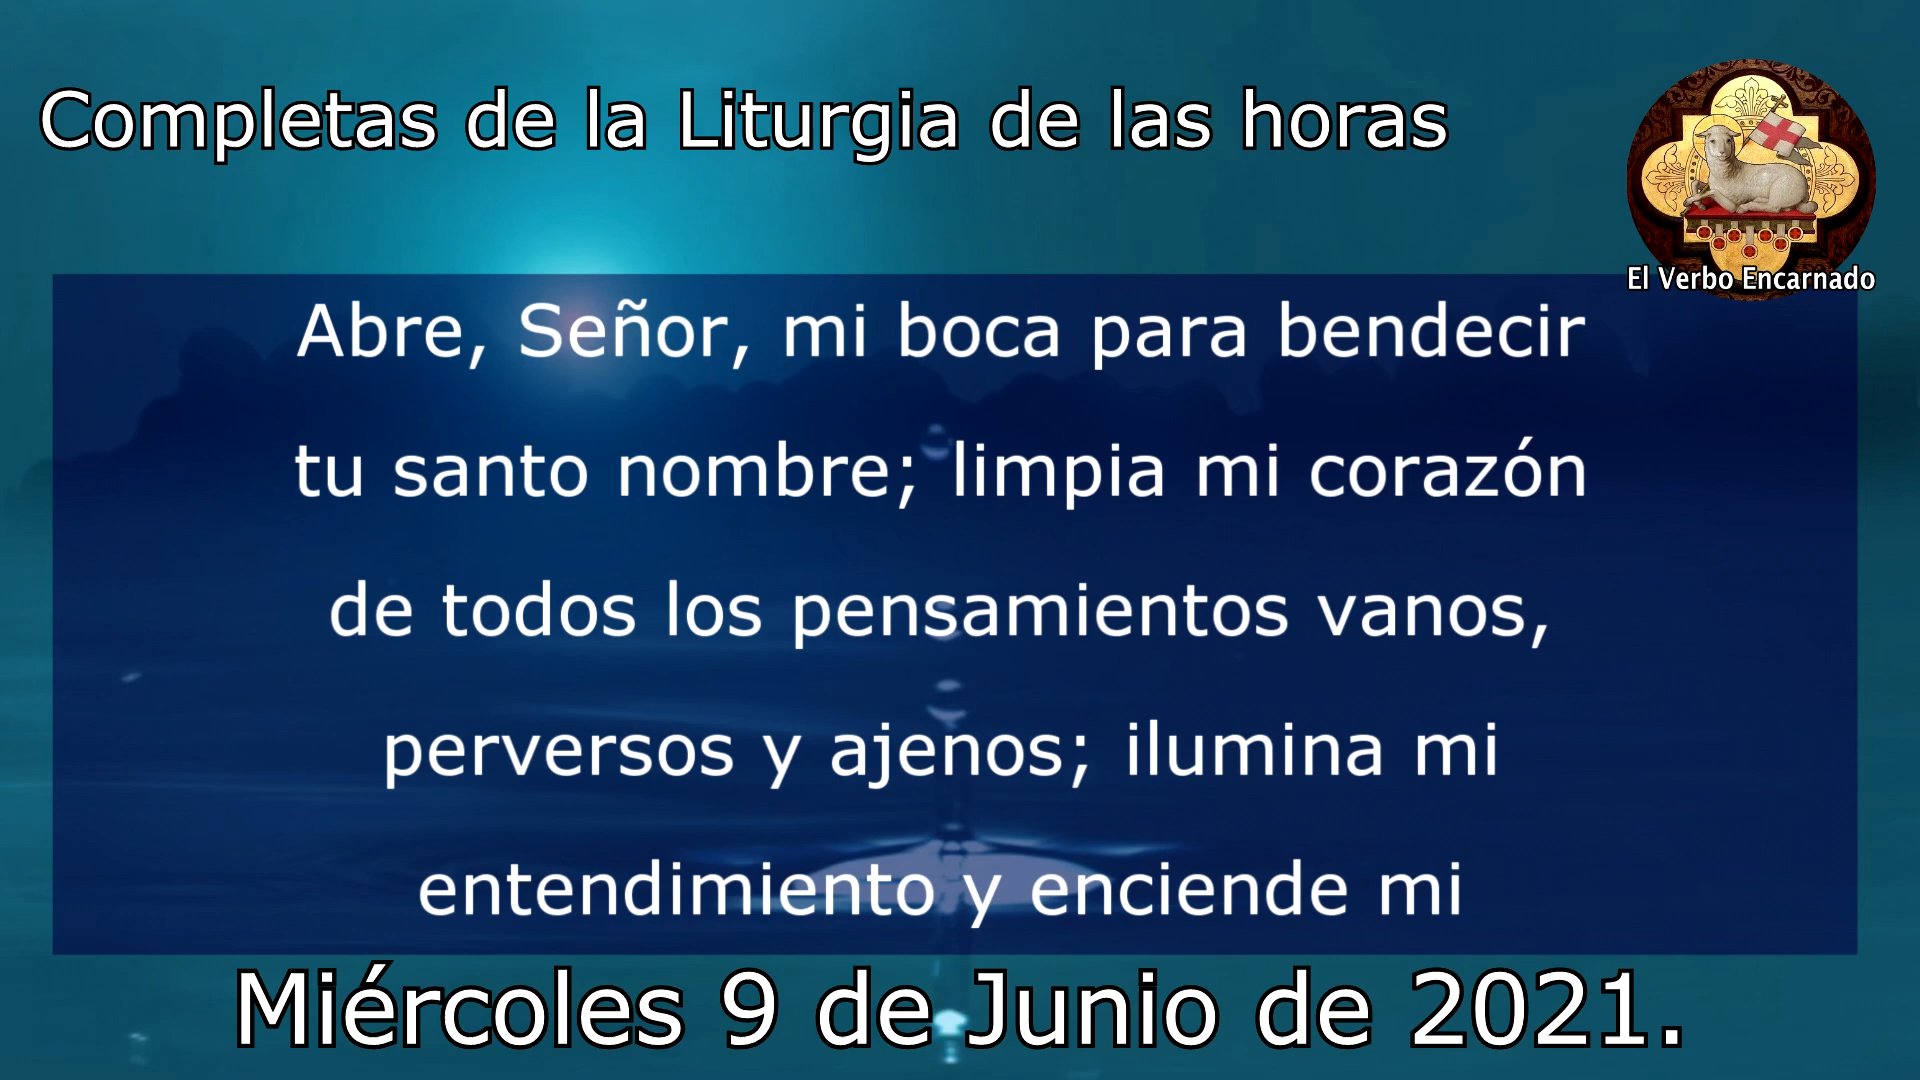 Completas de la Liturgia de las horas
El Verbo Encarnado
Abre, Señor, mi boca para bendecir
tu santo nombre; limpia mi corazón
de todos los pensamientos vanos,
perversos y ajenos; ilumina mi
entendimiento y enciende mi
Miércoles 9 de Junio de 2021.